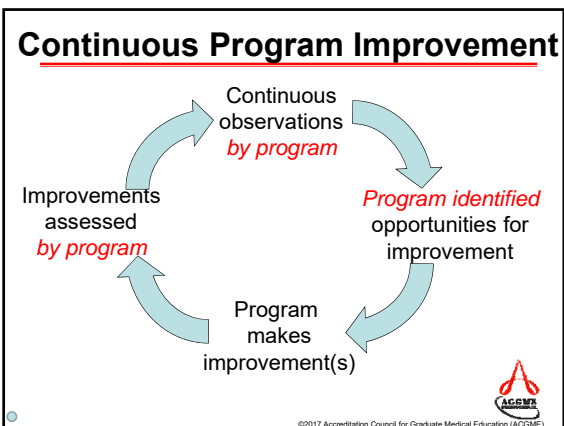 Continuous Program Improvement
Continuous
observations
by program
Program identified
opportunities for
improvement
Program
makes
improvement(s)
Improvements
assessed
by program
ACGME
©2017 Accreditation Council for Graduate Medical Education (ACGME)